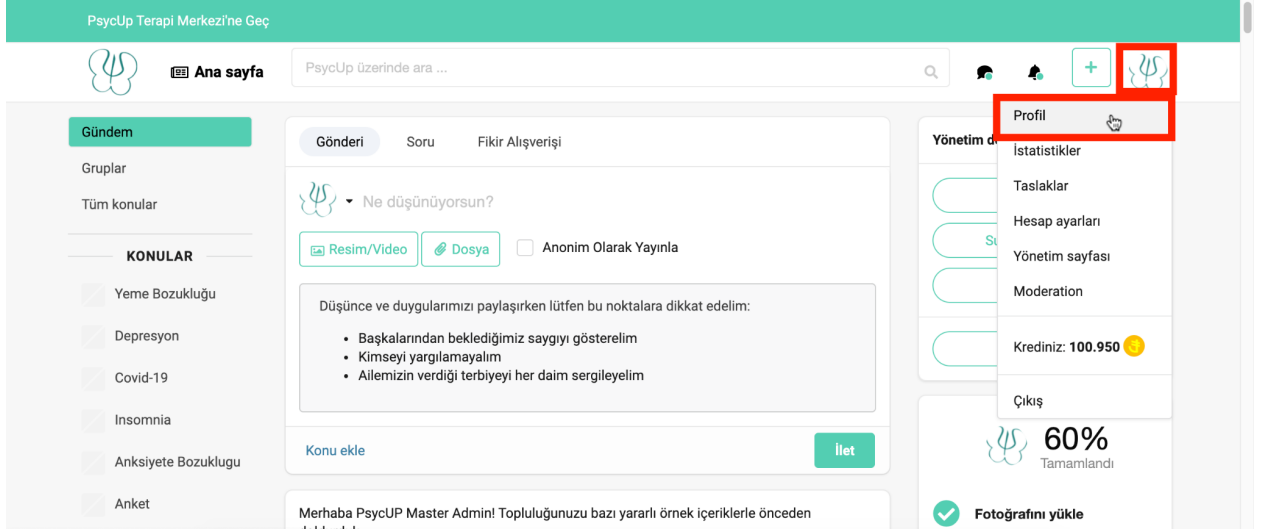 PsycUp Terapi Merkezi'ne Geç
Ana sayfa
PsycUp üzerinde ara ...
+
Gündem
Gruplar
Tüm konular
KONULAR
Yeme Bozukluğu
Depresyon
Covid-19
Insomnia
Anksiyete Bozuklugu
Anket
Gönderi Soru Fikir Alışverişi
Ne düşünüyorsun?
Resim/Video Dosya Anonim Olarak Yayınla
Düşünce ve duygularımızı paylaşırken lütfen bu noktalara dikkat edelim:
• Başkalarından beklediğimiz saygıyı gösterelim
• Kimseyi yargılamayalım
• Ailemizin verdiği terbiyeyi her daim sergileyelim
Konu ekle İlet
Merhaba PsycUP Master Admin! Topluluğunuzu bazı yararlı örnek içeriklerle önceden
Yönetim d
Profil
İstatistikler
Taslaklar
Hesap ayarları
Yönetim sayfası
Moderation
Krediniz: 100.950
Çıkış
60%
Tamamlandı
Fotoğrafını yükle